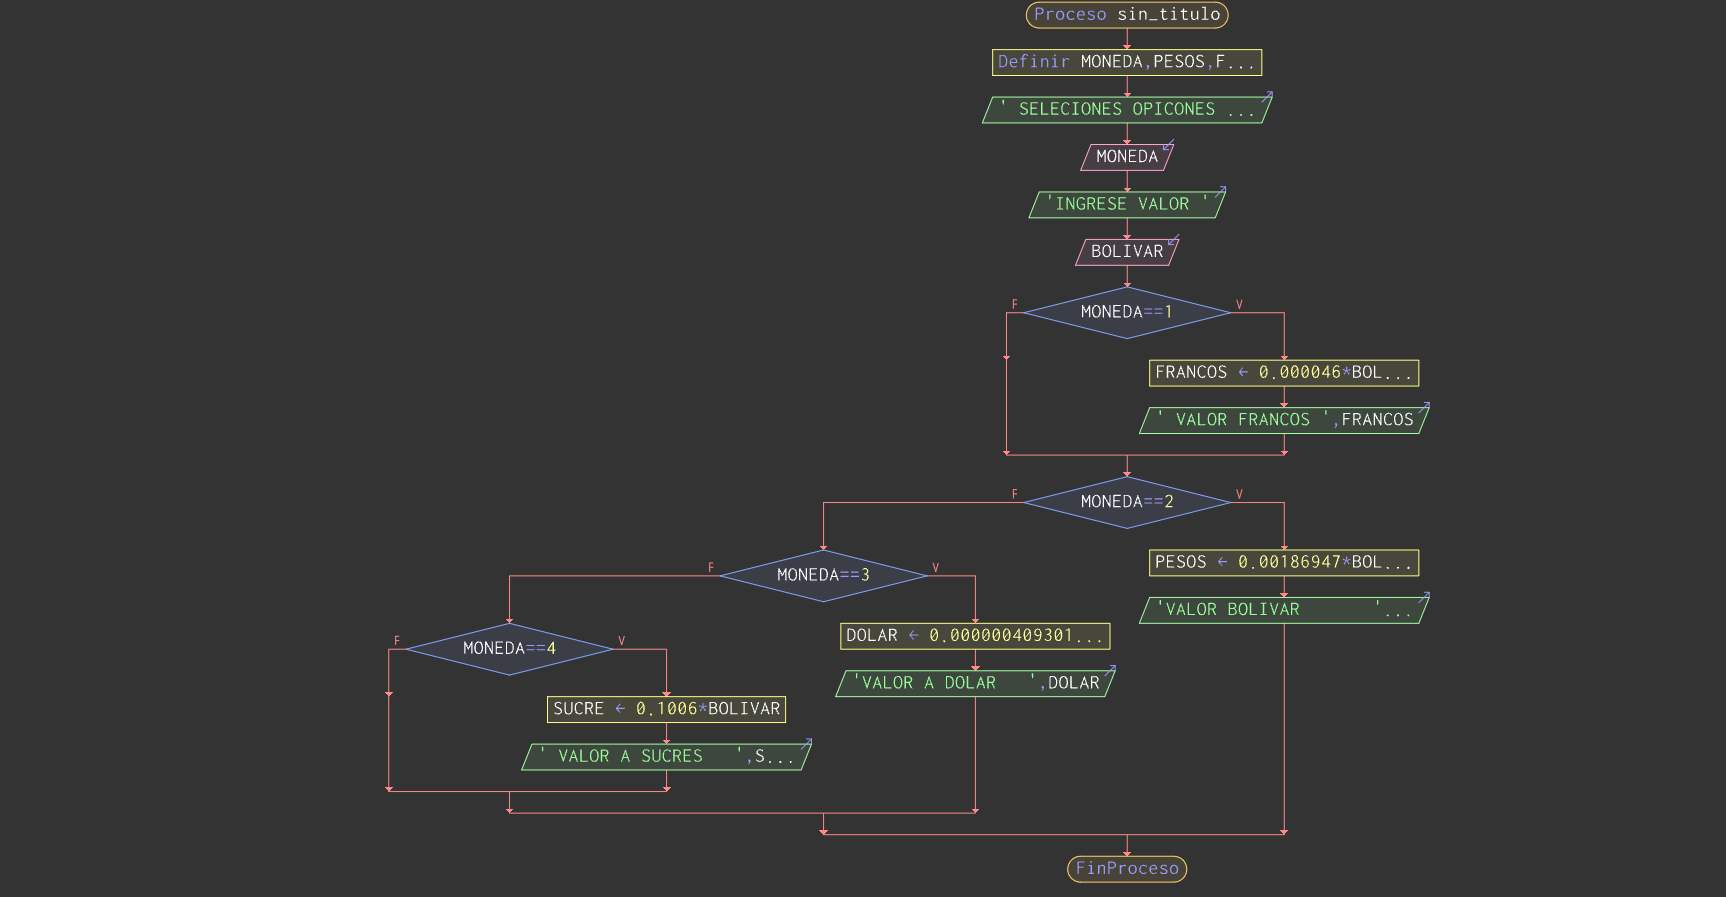 Proceso sin_titulo
Definir MONEDA,PESOS,F...
' SELECIONES OPICONES ...
MONEDA
'INGRESE VALOR '
BOLIVAR
F MONEDA==1 V
FRANCOS ← 0.000046*BOL...
' VALOR FRANCOS ',FRANCOS
F MONEDA==2 V
PESOS ← 0.00186947*BOL...
'VALOR BOLIVAR '...
F MONEDA==3 V
DOLAR ← 0.000000409301...
'VALOR A DOLAR ',DOLAR
F MONEDA==4 V
SUCRE ← 0.1006*BOLIVAR
' VALOR A SUCRES ',S...
FinProceso